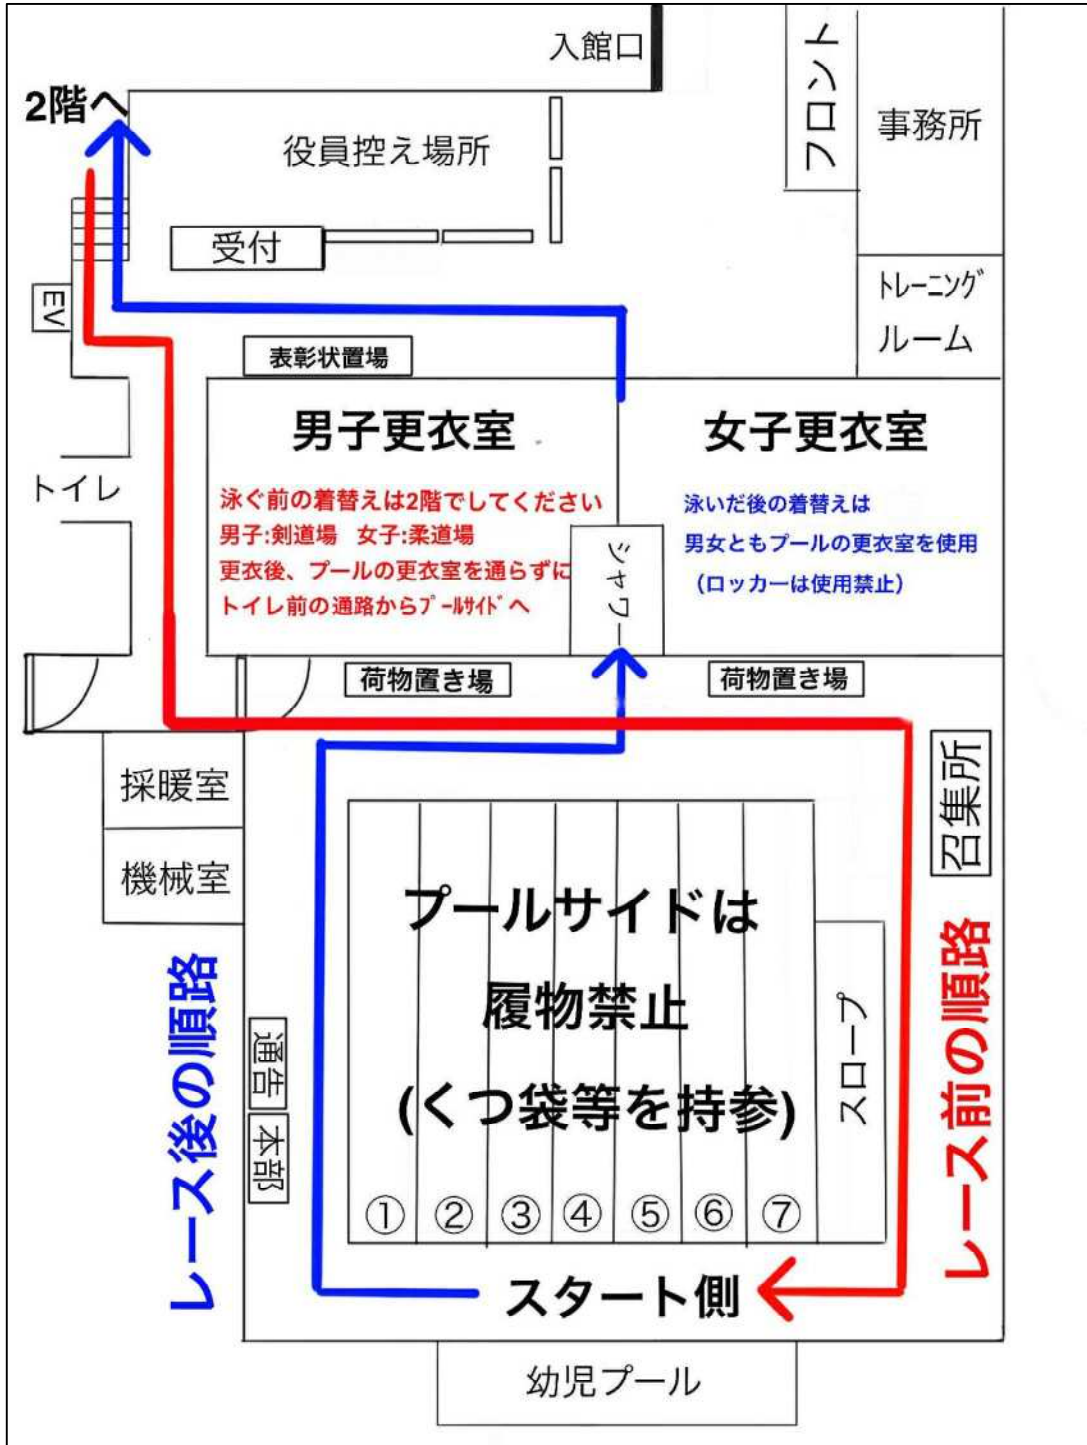 入館口
フロント
2階へ
役員控え場所
事務所
受付
EV
トレーニング
ルーム
表彰状置場
男子更衣室
女子更衣室
トイレ
泳ぐ前の着替えは2階でしてください
男子:剣道場 女子:柔道場
更衣後、プールの更衣室を通らずに
トイレ前の通路からプールサイドへ
シャワー
泳いだ後の着替えは
男女ともプールの更衣室を使用
(ロッカーは使用禁止)
荷物置き場
荷物置き場
採暖室
機械室
召集所
プールサイドは
履物禁止
(くつ袋等を持参)
レース後の順路
通告
本部
スロープ
レース前の順路
① ② ③ ④ ⑤ ⑥ ⑦
スタート側
幼児プール